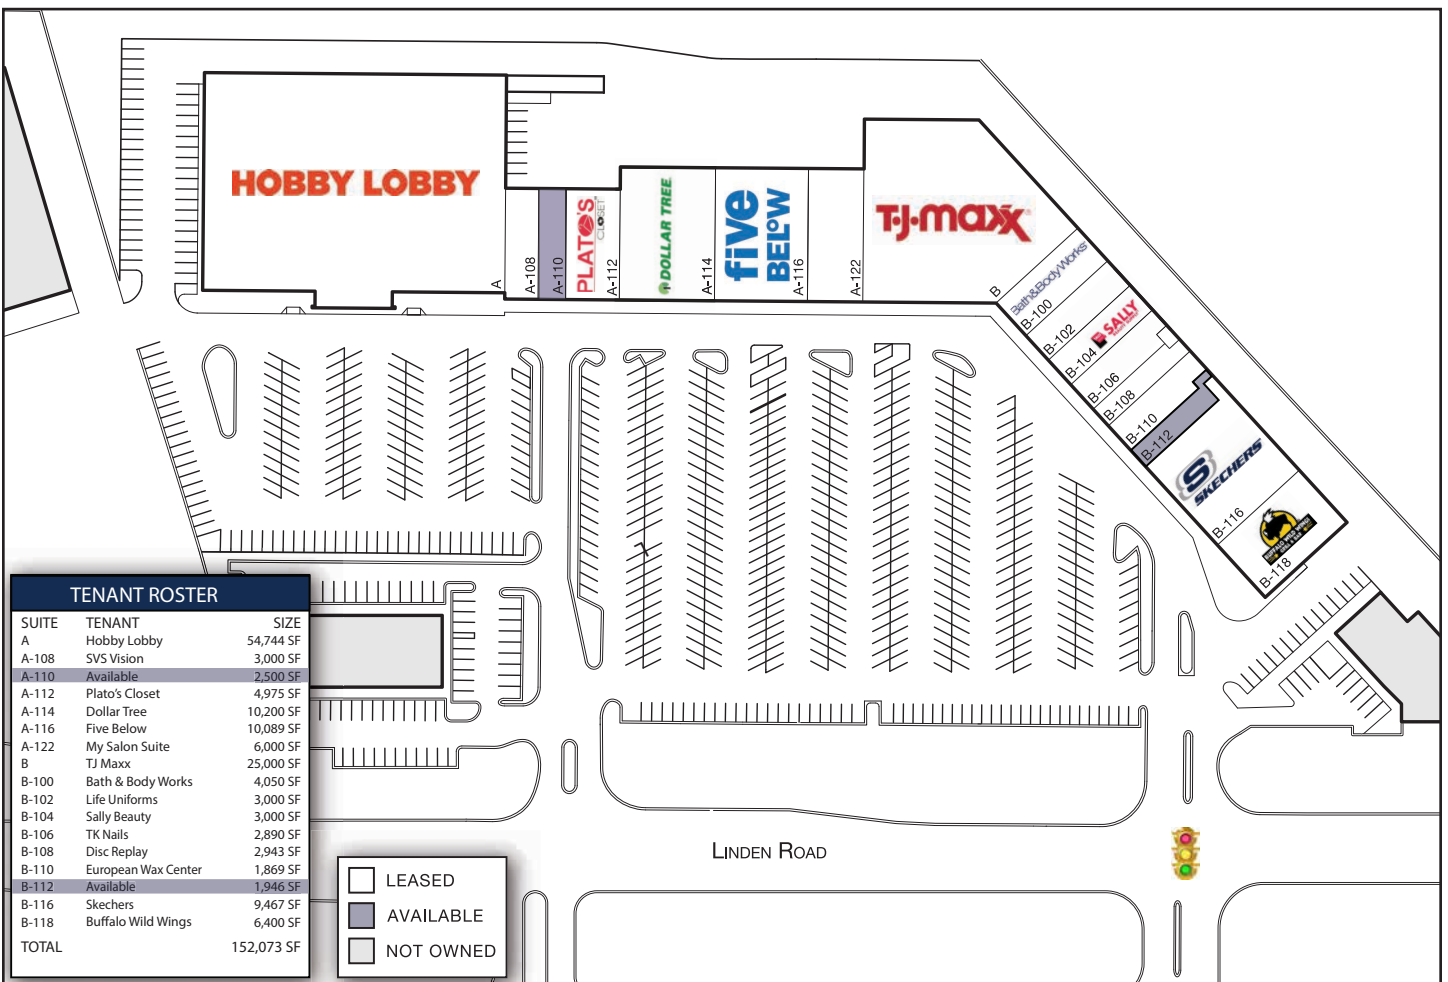 HOBBY LOBBY
A
A-108
A-110
PLATO'S
CLOSET
A-112
DOLLAR TREE
A-114
five
BELOW
A-116
A-122
T·J·maxx
B
Bath & Body Works
B-100
B-102
SALLY
B-104
B-106
B-108
B-110
B-112
S
SKECHERS
B-116
BUFFALO WILD WINGS
GRILL & BAR
B-118
TENANT ROSTER
SUITE TENANT SIZE
A Hobby Lobby 54,744 SF
A-108 SVS Vision 3,000 SF
A-110 Available 2,500 SF
A-112 Plato's Closet 4,975 SF
A-114 Dollar Tree 10,200 SF
A-116 Five Below 10,089 SF
A-122 My Salon Suite 6,000 SF
B TJ Maxx 25,000 SF
B-100 Bath & Body Works 4,050 SF
B-102 Life Uniforms 3,000 SF
B-104 Sally Beauty 3,000 SF
B-106 TK Nails 2,890 SF
B-108 Disc Replay 2,943 SF
B-110 European Wax Center 1,869 SF
B-112 Available 1,946 SF
B-116 Skechers 9,467 SF
B-118 Buffalo Wild Wings 6,400 SF
TOTAL 152,073 SF
LEASED
AVAILABLE
NOT OWNED
LINDEN ROAD